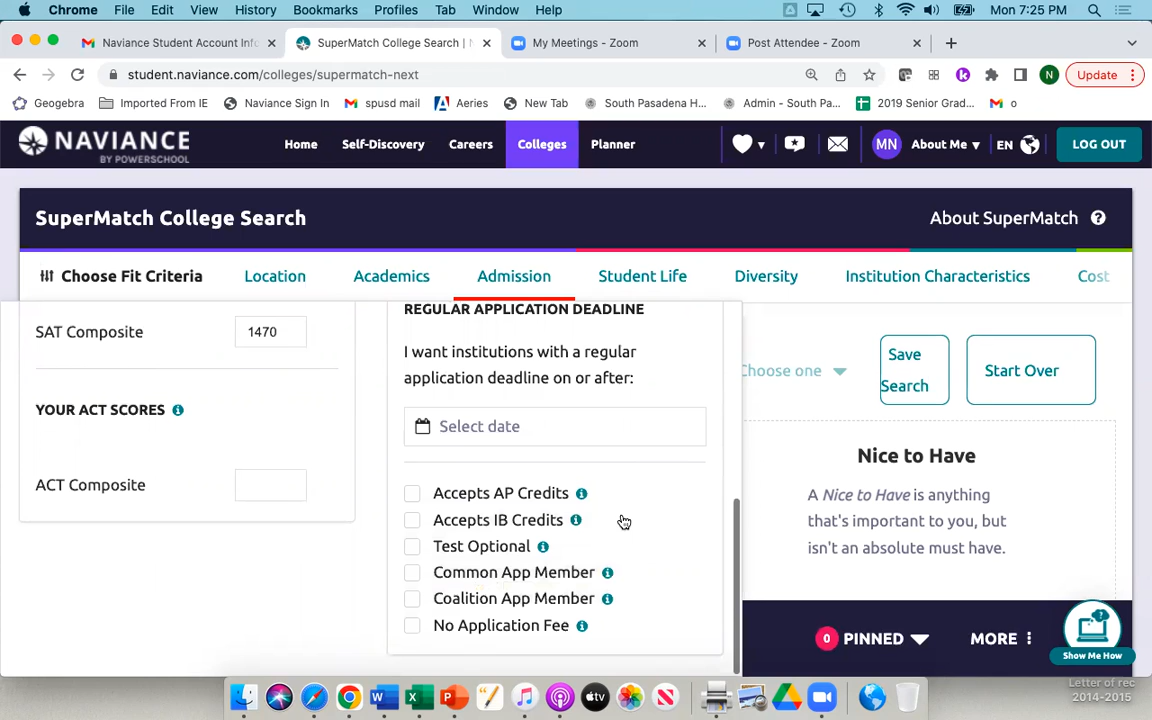 Chrome File Edit View History Bookmarks Profiles Tab Window Help Mon 7:25 PM
Naviance Student Account Info
SuperMatch College Search | N
My Meetings - Zoom
Post Attendee - Zoom
student.naviance.com/colleges/supermatch-next
N
Update
Geogebra Imported From IE Naviance Sign In spusd mail Aeries New Tab South Pasadena H... Admin - South Pa... 2019 Senior Grad... o
NAVIANCE
BY POWERSCHOOL
Home Self-Discovery Careers Colleges Planner
MN About Me EN LOG OUT
SuperMatch College Search
About SuperMatch ?
Choose Fit Criteria Location Academics Admission Student Life Diversity Institution Characteristics Cost
SAT Composite 1470
YOUR ACT SCORES
ACT Composite
REGULAR APPLICATION DEADLINE
I want institutions with a regular
application deadline on or after:
Select date
Accepts AP Credits
Accepts IB Credits
Test Optional
Common App Member
Coalition App Member
No Application Fee
Choose one
Save
Search
Start Over
Nice to Have
A Nice to Have is anything
that's important to you, but
isn't an absolute must have.
0 PINNED MORE
Show Me How
Letter of rec
2014-2015